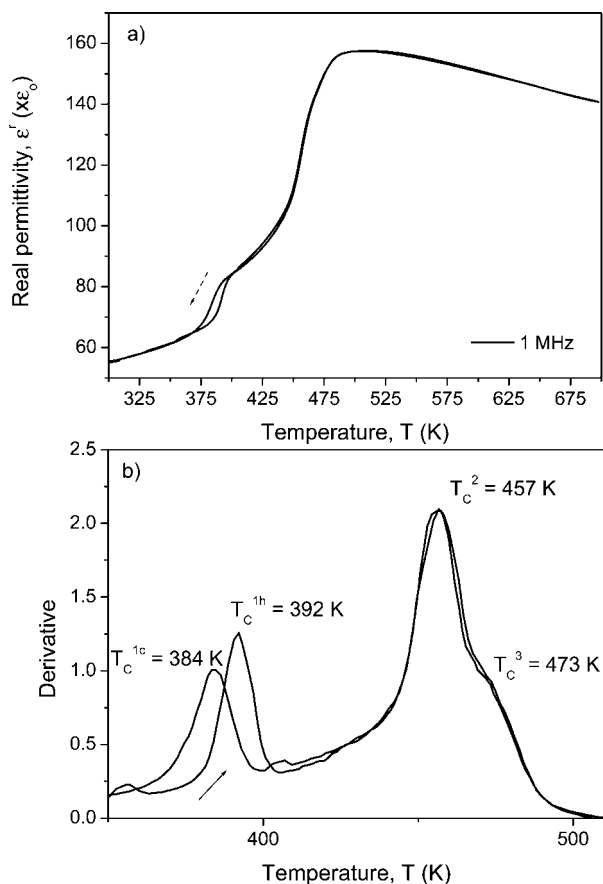 a)
Real permittivity, ε^r (xε_o)
160
140
120
100
80
60
1 MHz
325 375 425 475 525 575 625 675
Temperature, T (K)
b)
Derivative
2.5
2.0
1.5
1.0
0.5
0.0
T_C^2 = 457 K
T_C^1h = 392 K
T_C^1c = 384 K
T_C^3 = 473 K
400 500
Temperature, T (K)